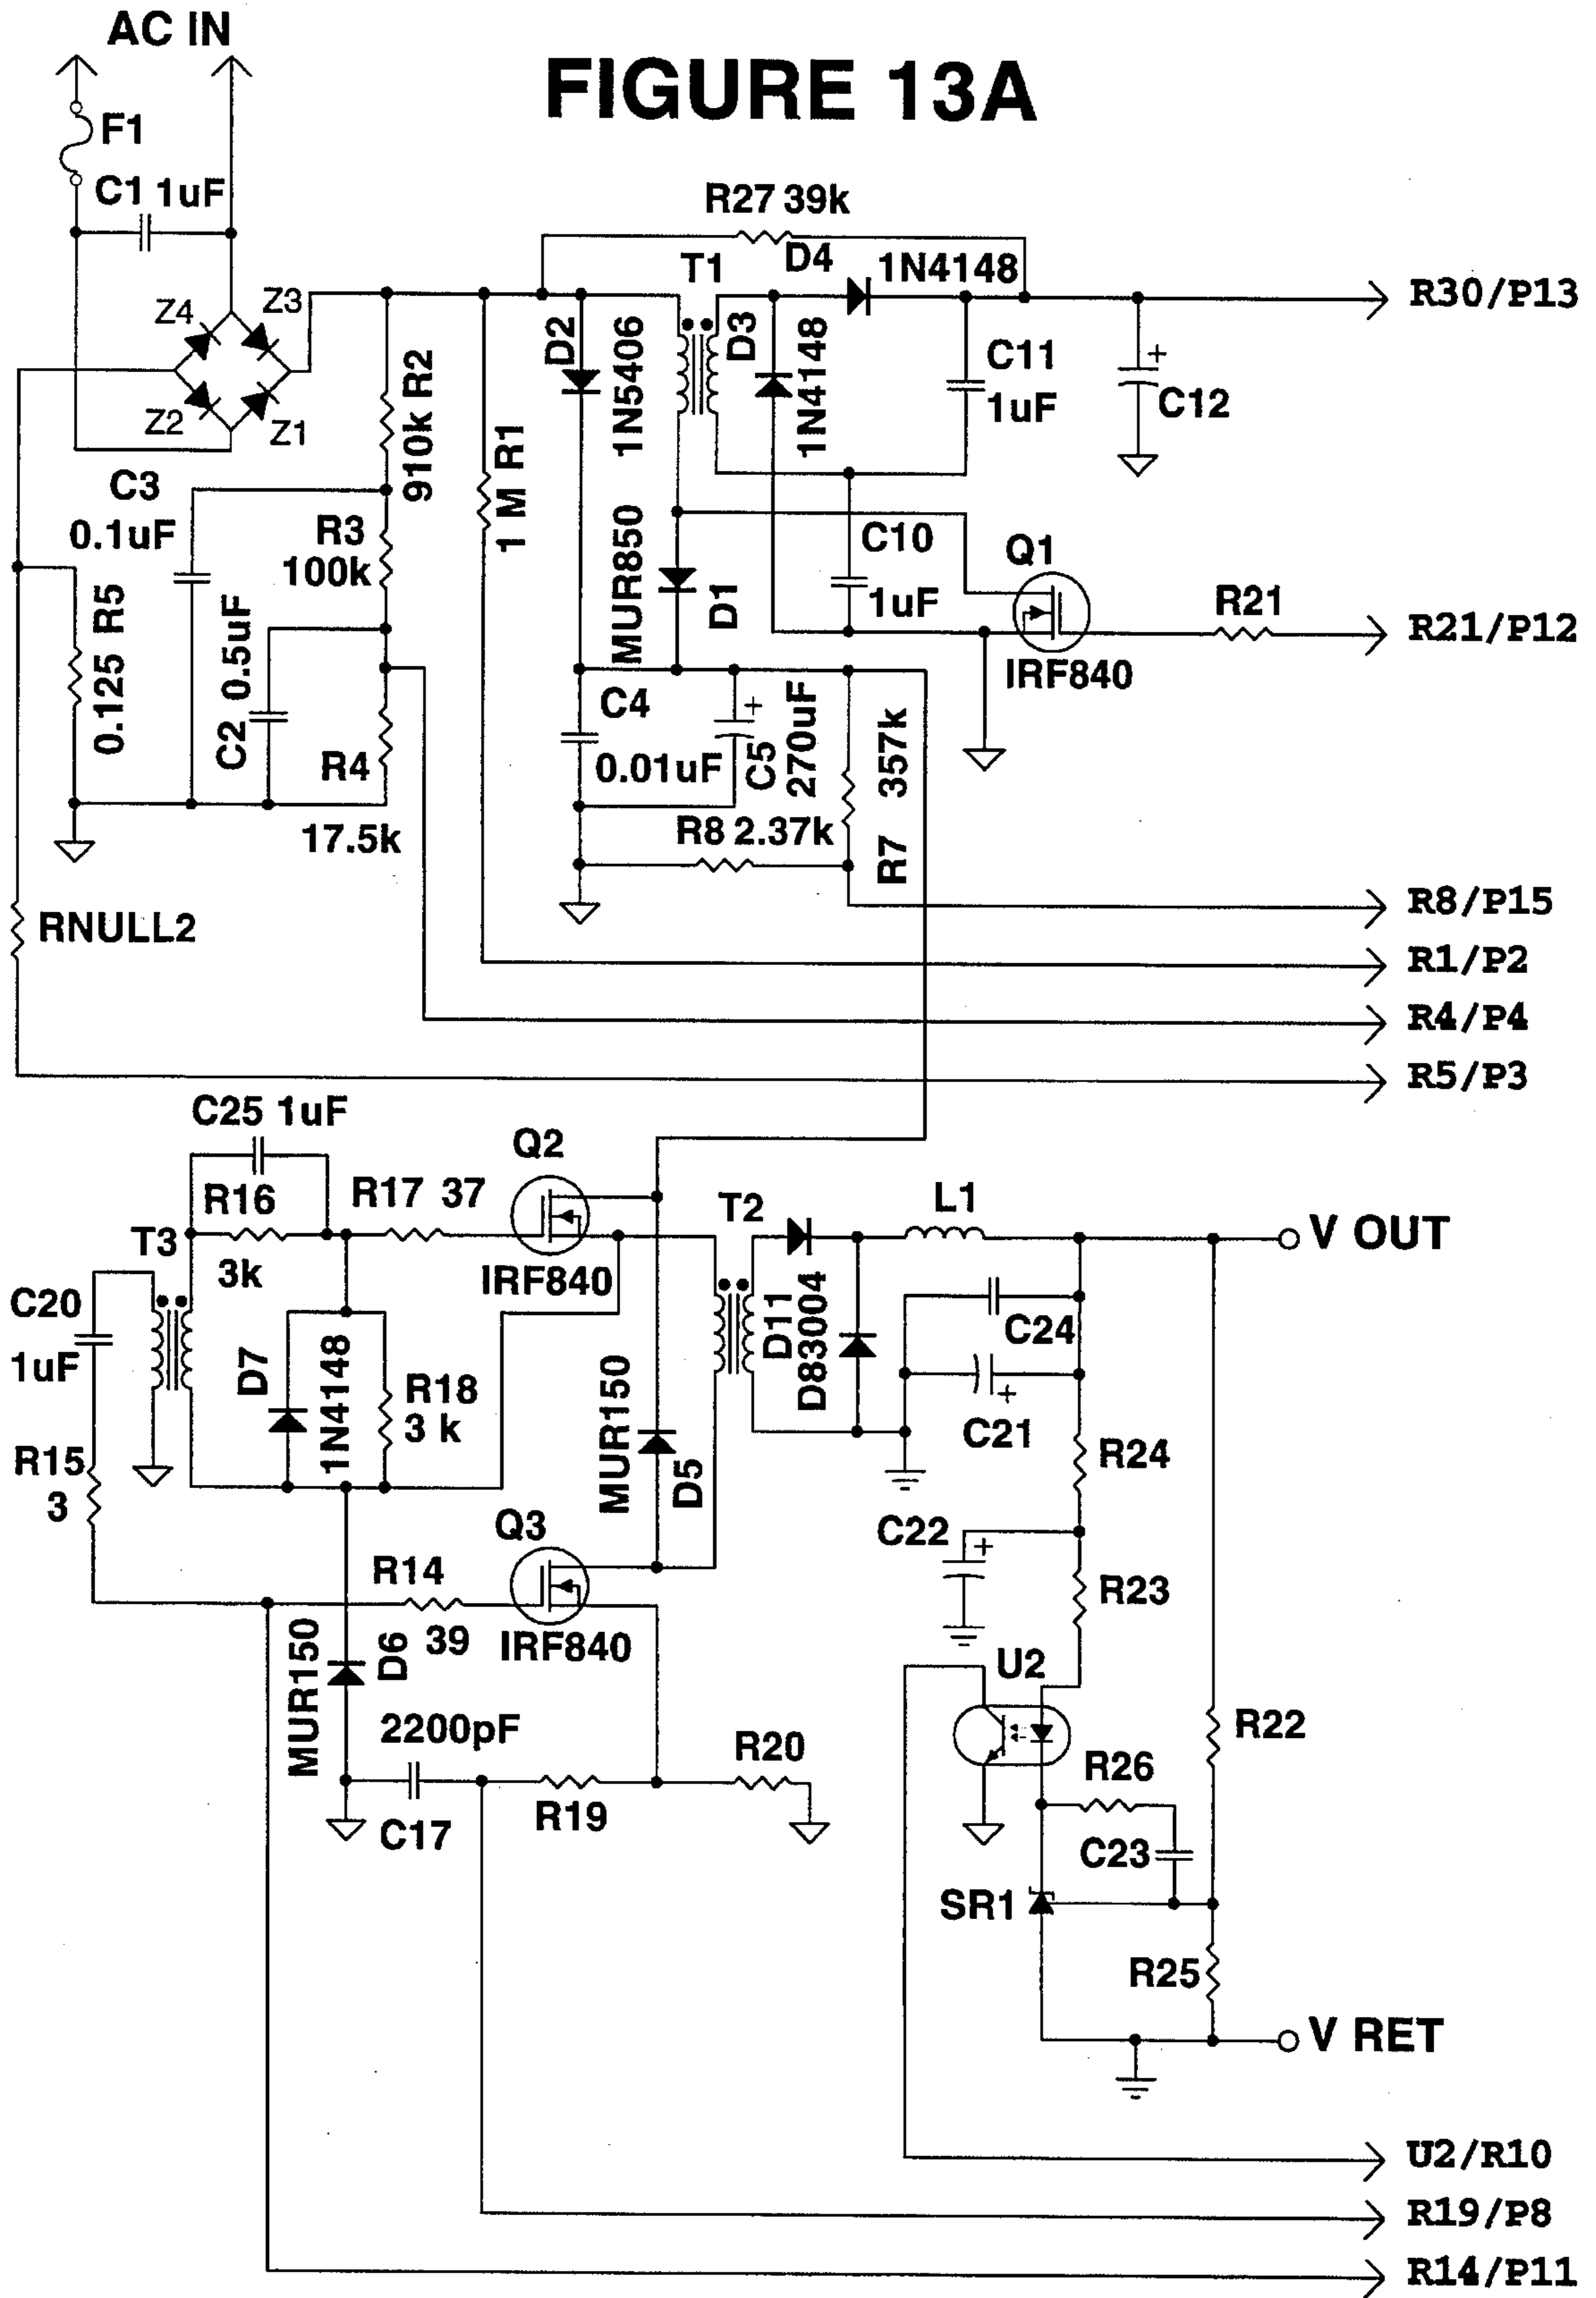 AC IN
FIGURE 13A
F1
C1 1uF
R27 39k
T1
D4
1N4148
R30/P13
Z4
Z3
Z2
Z1
D2
1N5406
D3
1N4148
C11
1uF
C12
910k R2
1 M R1
C3
0.1uF
R3
100k
MUR850
D1
C10
1uF
Q1
IRF840
R21
R21/P12
0.125 R5
C2 0.5uF
R4
17.5k
C4
0.01uF
C5
270uF
R7 357k
R8 2.37k
RNULL2
R8/P15
R1/P2
R4/P4
R5/P3
C25 1uF
R16
3k
R17 37
Q2
IRF840
T3
C20
1uF
T2
L1
V OUT
D7
1N4148
R18
3 k
MUR150
D5
D11
D83004
C24
C21
R24
R15
3
Q3
IRF840
R14
39
C22
R23
MUR150
D6
2200pF
C17
R19
R20
U2
R22
R26
C23
SR1
R25
V RET
U2/R10
R19/P8
R14/P11